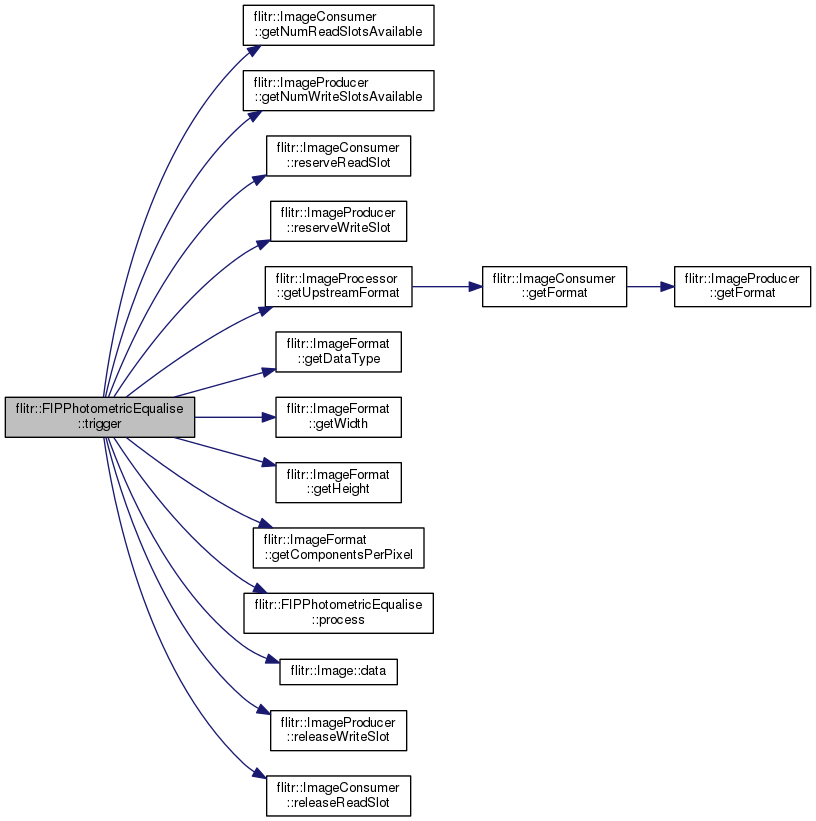 flitr::ImageConsumer
::getNumReadSlotsAvailable
flitr::ImageProducer
::getNumWriteSlotsAvailable
flitr::ImageConsumer
::reserveReadSlot
flitr::ImageProducer
::reserveWriteSlot
flitr::ImageProcessor
::getUpstreamFormat
flitr::ImageConsumer
::getFormat
flitr::ImageProducer
::getFormat
flitr::ImageFormat
::getDataType
flitr::FIPPhotometricEqualise
::trigger
flitr::ImageFormat
::getWidth
flitr::ImageFormat
::getHeight
flitr::ImageFormat
::getComponentsPerPixel
flitr::FIPPhotometricEqualise
::process
flitr::Image::data
flitr::ImageProducer
::releaseWriteSlot
flitr::ImageConsumer
::releaseReadSlot